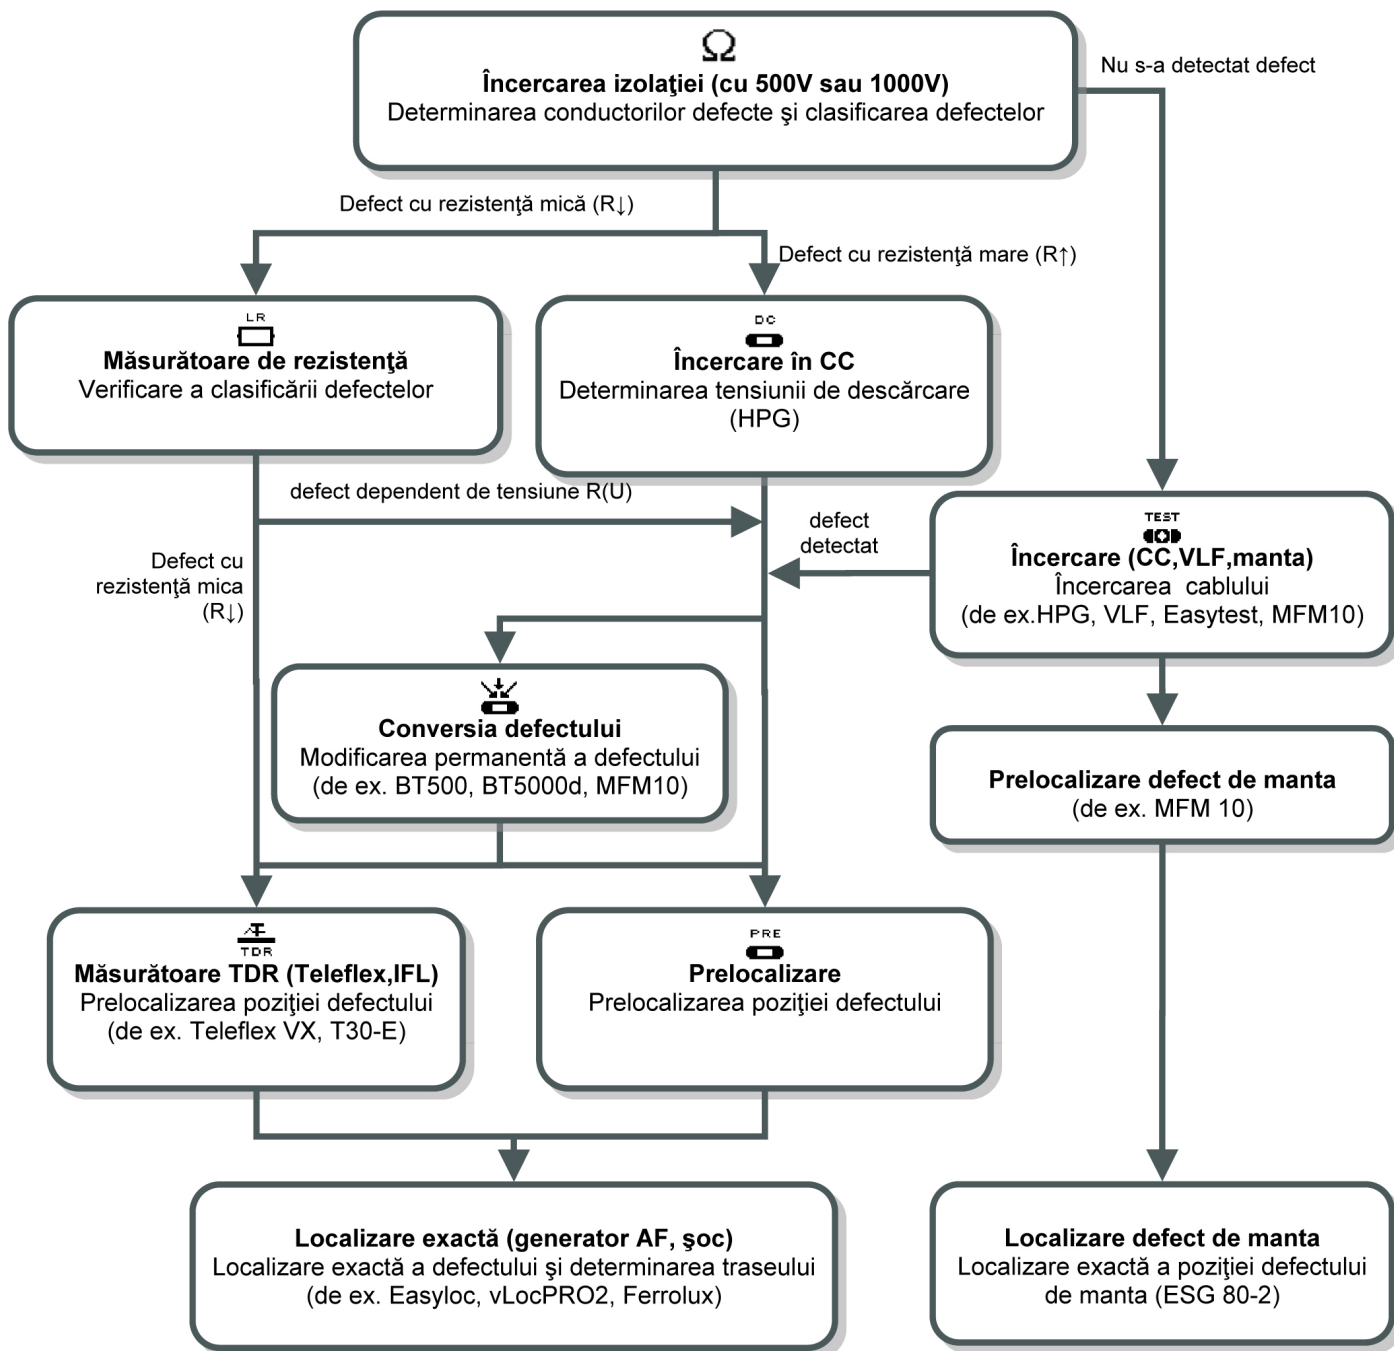 Ω
Încercarea izolaţiei (cu 500V sau 1000V)
Determinarea conductorilor defecte şi clasificarea defectelor
Nu s-a detectat defect
Defect cu rezistenţă mică (R↓)
Defect cu rezistenţă mare (R↑)
LR
Măsurătoare de rezistenţă
Verificare a clasificării defectelor
DC
Încercare în CC
Determinarea tensiunii de descărcare
(HPG)
defect dependent de tensiune R(U)
defect
detectat
Defect cu
rezistenţă mica
(R↓)
TEST
Încercare (CC,VLF,manta)
Încercarea cablului
(de ex.HPG, VLF, Easytest, MFM10)
Conversia defectului
Modificarea permanentă a defectului
(de ex. BT500, BT5000d, MFM10)
Prelocalizare defect de manta
(de ex. MFM 10)
TDR
Măsurătoare TDR (Teleflex,IFL)
Prelocalizarea poziţiei defectului
(de ex. Teleflex VX, T30-E)
PRE
Prelocalizare
Prelocalizarea poziţiei defectului
Localizare exactă (generator AF, şoc)
Localizare exactă a defectului şi determinarea traseului
(de ex. Easyloc, vLocPRO2, Ferrolux)
Localizare defect de manta
Localizare exactă a poziţiei defectului
de manta (ESG 80-2)